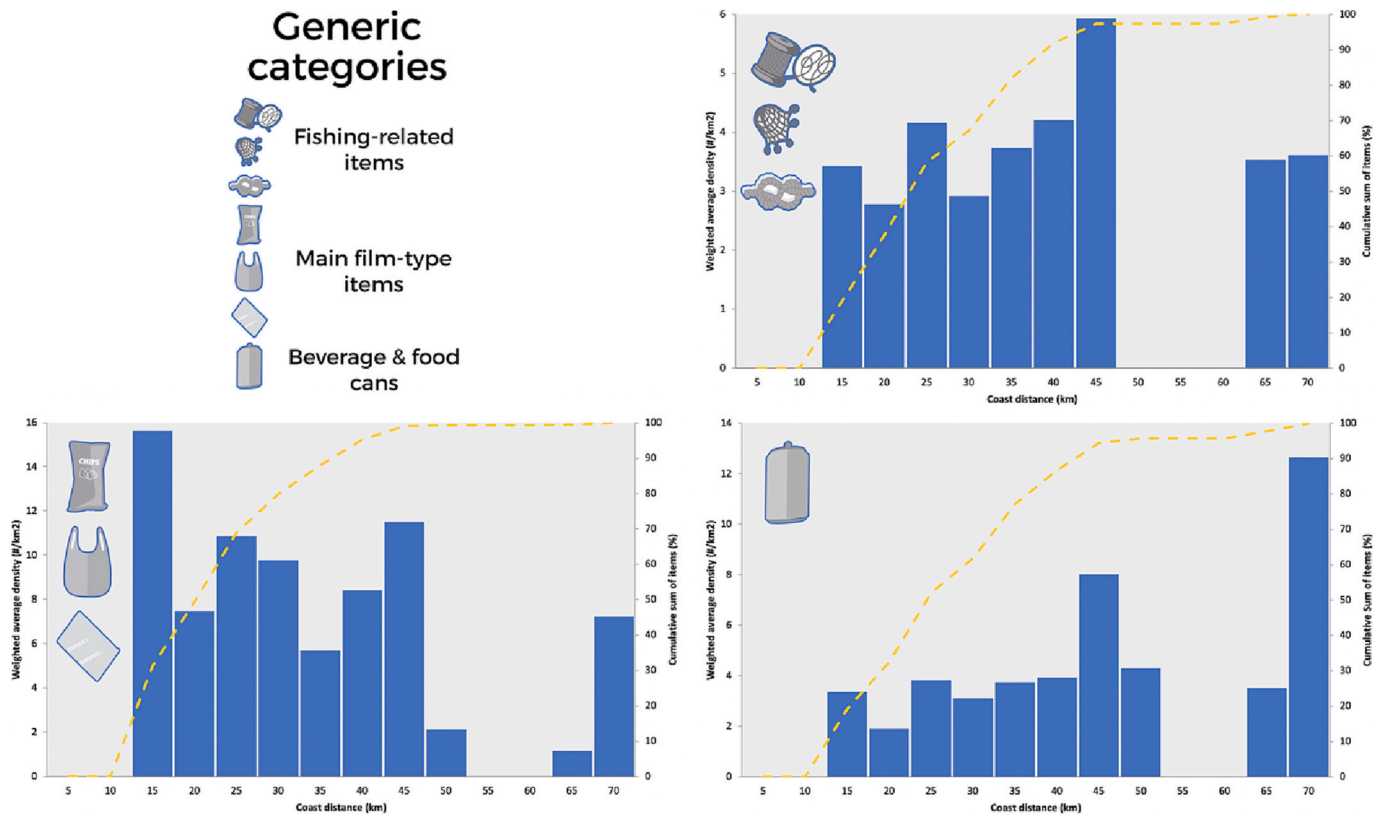 Generic
categories
Fishing-related
items
CHIPS
Main film-type
items
Beverage & food
cans
Weighted average density (#/km2)
6
5
4
3
2
1
0
100
90
80
70
60
50
40
30
20
10
0
Cumulative sum of items (%)
5 10 15 20 25 30 35 40 45 50 55 60 65 70
Coast distance (km)
Weighted average density (#/km2)
16
14
12
10
8
6
4
2
0
CHIPS
100
90
80
70
60
50
40
30
20
10
0
Cumulative sum of items (%)
5 10 15 20 25 30 35 40 45 50 55 60 65 70
Coast distance (km)
Weighted average density (#/km2)
14
12
10
8
6
4
2
0
100
90
80
70
60
50
40
30
20
10
0
Cumulative Sum of items (%)
5 10 15 20 25 30 35 40 45 50 55 60 65 70
Coast distance (km)